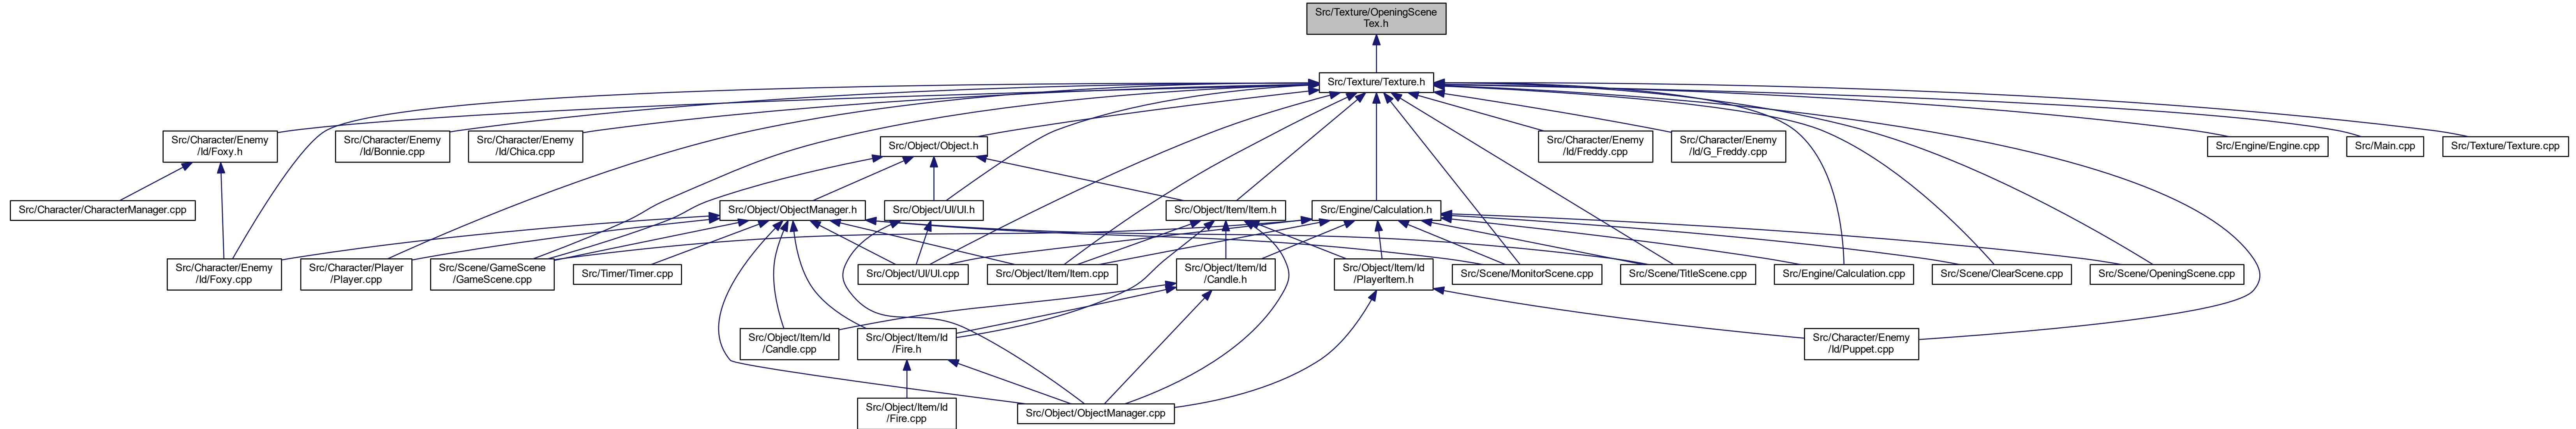 Src/Texture/OpeningScene
Tex.h
Src/Texture/Texture.h
Src/Character/Enemy
/Id/Foxy.h
Src/Character/Enemy
/Id/Bonnie.cpp
Src/Character/Enemy
/Id/Chica.cpp
Src/Object/Object.h
Src/Character/Enemy
/Id/Freddy.cpp
Src/Character/Enemy
/Id/G_Freddy.cpp
Src/Engine/Engine.cpp
Src/Main.cpp
Src/Texture/Texture.cpp
Src/Character/CharacterManager.cpp
Src/Object/ObjectManager.h
Src/Object/UI/UI.h
Src/Object/Item/Item.h
Src/Engine/Calculation.h
Src/Character/Enemy
/Id/Foxy.cpp
Src/Character/Player
/Player.cpp
Src/Scene/GameScene
/GameScene.cpp
Src/Timer/Timer.cpp
Src/Object/UI/UI.cpp
Src/Object/Item/Item.cpp
Src/Object/Item/Id
/Candle.h
Src/Object/Item/Id
/PlayerItem.h
Src/Scene/MonitorScene.cpp
Src/Scene/TitleScene.cpp
Src/Engine/Calculation.cpp
Src/Scene/ClearScene.cpp
Src/Scene/OpeningScene.cpp
Src/Object/Item/Id
/Candle.cpp
Src/Object/Item/Id
/Fire.h
Src/Character/Enemy
/Id/Puppet.cpp
Src/Object/Item/Id
/Fire.cpp
Src/Object/ObjectManager.cpp